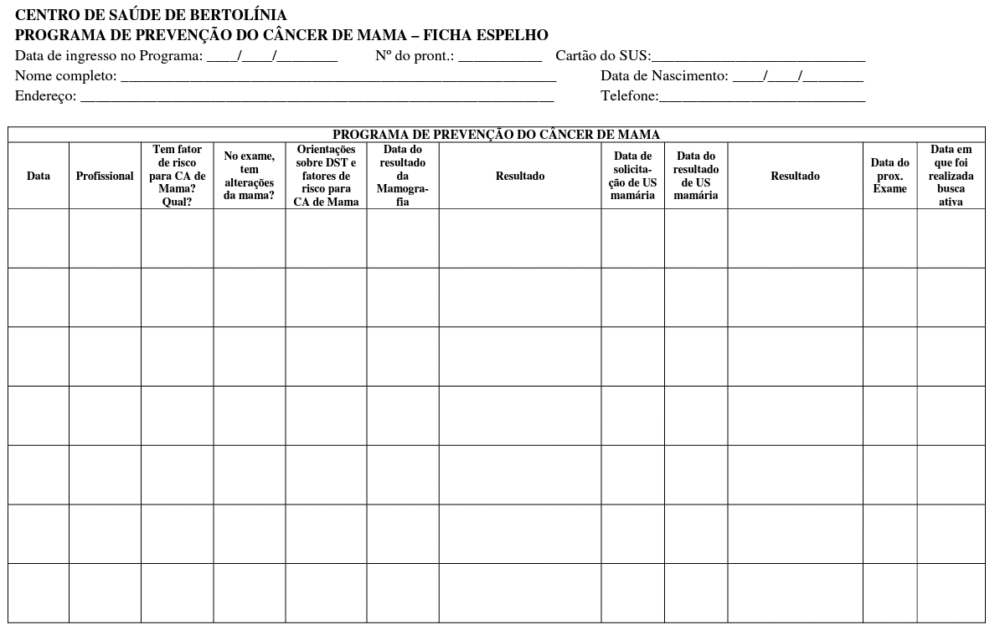 CENTRO DE SAÚDE DE BERTOLÍNIA
PROGRAMA DE PREVENÇÃO DO CÂNCER DE MAMA – FICHA ESPELHO
Data de ingresso no Programa: ____/____/________ Nº do pront.: ___________ Cartão do SUS:____________________________
Nome completo: _________________________________________________________ Data de Nascimento: ____/____/________
Endereço: ______________________________________________________________ Telefone:___________________________
PROGRAMA DE PREVENÇÃO DO CÂNCER DE MAMA
Data
Profissional
Tem fator
de risco
para CA de
Mama?
Qual?
No exame,
tem
alterações
da mama?
Orientações
sobre DST e
fatores de
risco para
CA de Mama
Data do
resultado
da
Mamogra-
fia
Resultado
Data de
solicita-
ção de US
mamária
Data do
resultado
de US
mamária
Resultado
Data do
prox.
Exame
Data em
que foi
realizada
busca
ativa